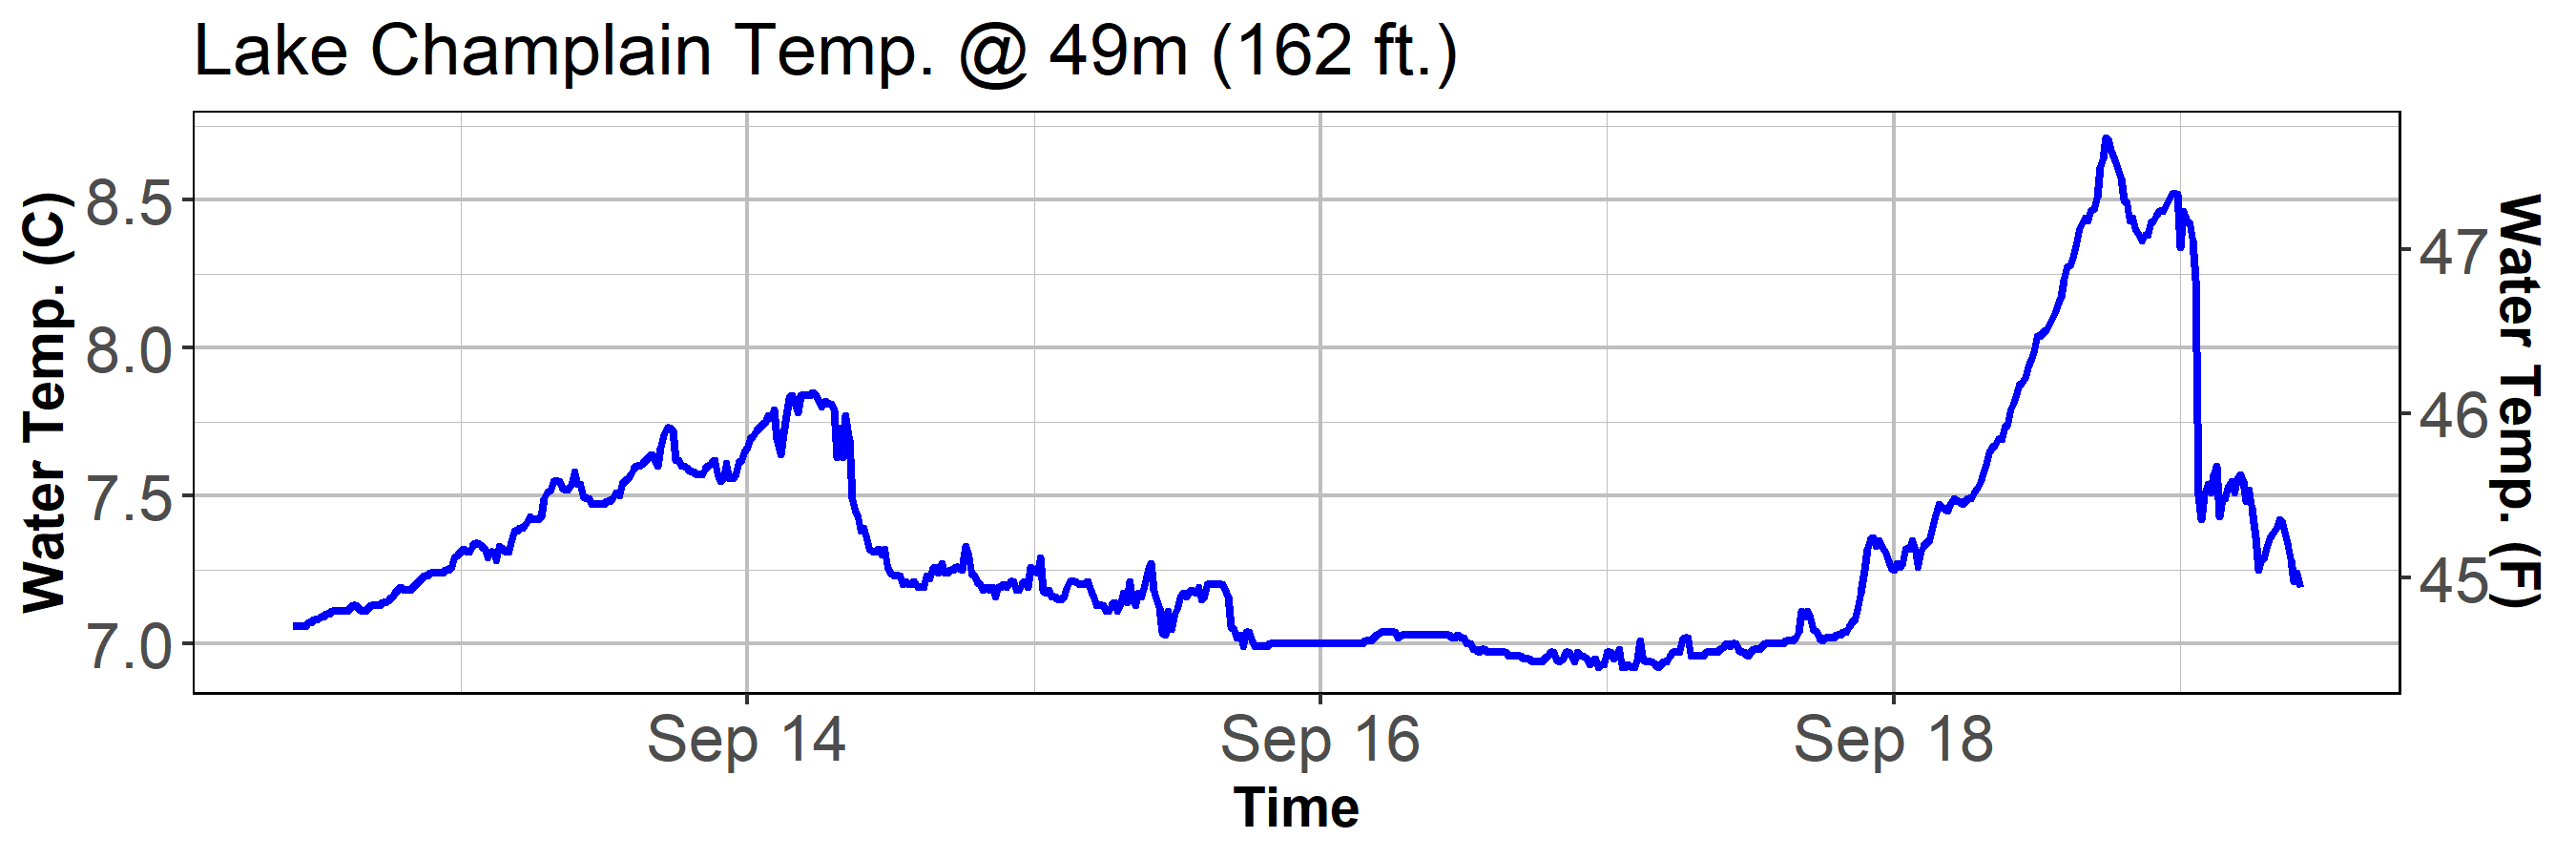 Lake Champlain Temp. @ 49m (162 ft.)
Water Temp. (C)
8.5
8.0
7.5
7.0
47
46
45
Water Temp. (F)
Sep 14
Sep 16
Sep 18
Time